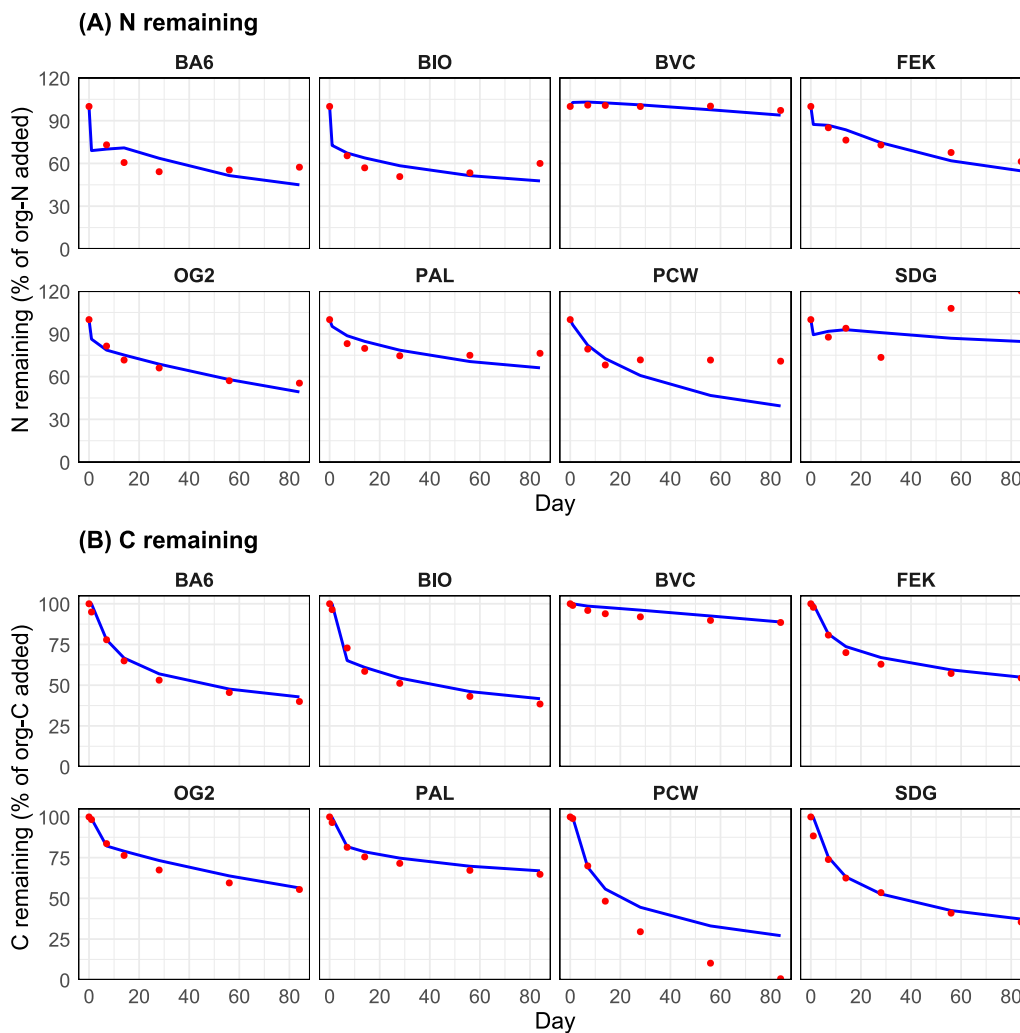 (A) N remaining
BA6 BIO BVC FEK
120
90
60
30
0
OG2 PAL PCW SDG
120
90
60
30
0
N remaining (% of org-N added)
0 20 40 60 80 0 20 40 60 80 0 20 40 60 80 0 20 40 60 80
Day
(B) C remaining
BA6 BIO BVC FEK
100
75
50
25
0
OG2 PAL PCW SDG
100
75
50
25
0
C remaining (% of org-C added)
0 20 40 60 80 0 20 40 60 80 0 20 40 60 80 0 20 40 60 80
Day